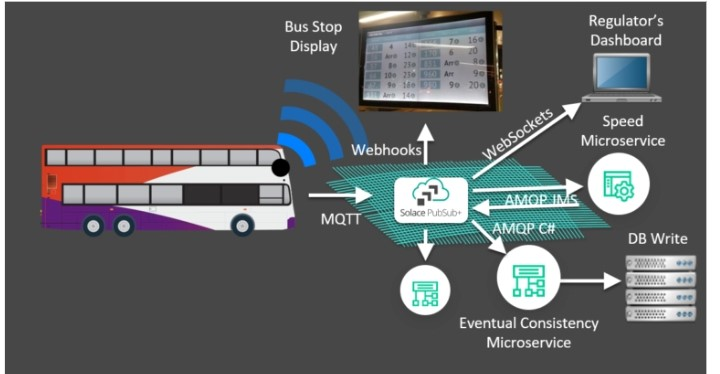 Bus Stop
Display
Regulator's
Dashboard
Speed
Microservice
Webhooks
WebSockets
MQTT
Solace PubSub+
AMQP JMS
AMQP C#
DB Write
Eventual Consistency
Microservice